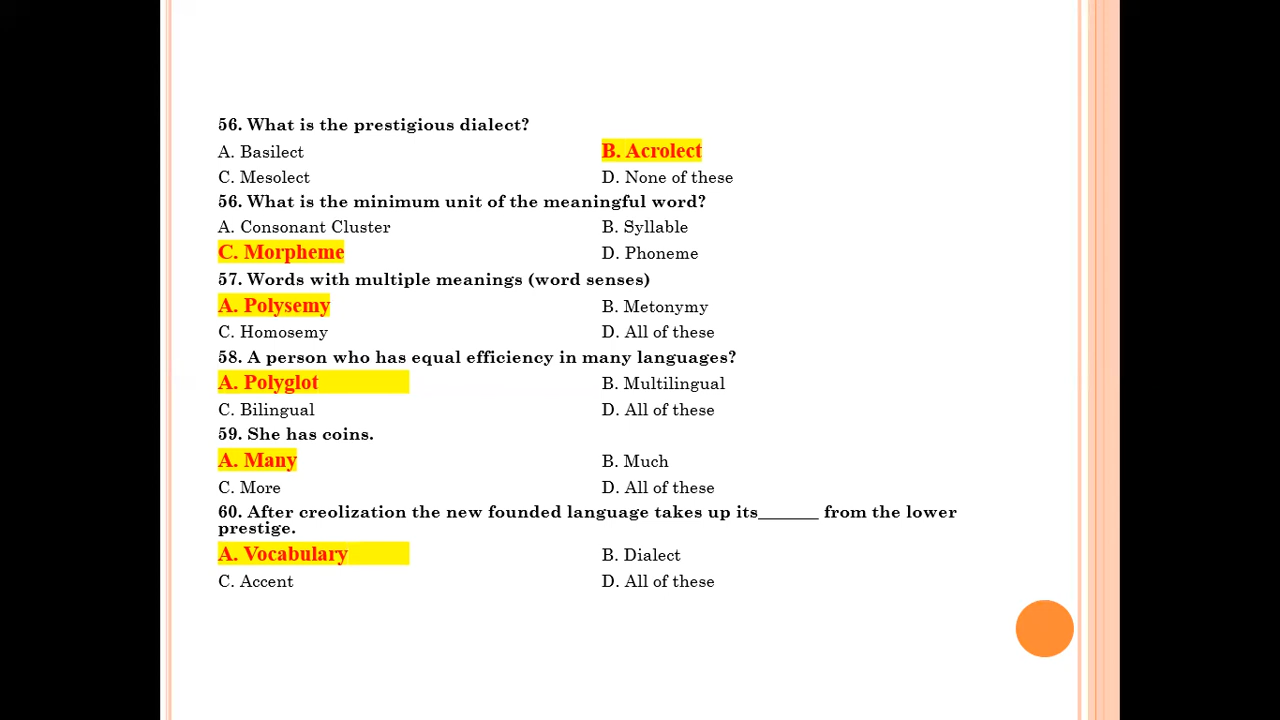 56. What is the prestigious dialect?
A. Basilect B. Acrolect
C. Mesolect D. None of these
56. What is the minimum unit of the meaningful word?
A. Consonant Cluster B. Syllable
C. Morpheme D. Phoneme
57. Words with multiple meanings (word senses)
A. Polysemy B. Metonymy
C. Homosemy D. All of these
58. A person who has equal efficiency in many languages?
A. Polyglot B. Multilingual
C. Bilingual D. All of these
59. She has coins.
A. Many B. Much
C. More D. All of these
60. After creolization the new founded language takes up its_______ from the lower
prestige.
A. Vocabulary B. Dialect
C. Accent D. All of these